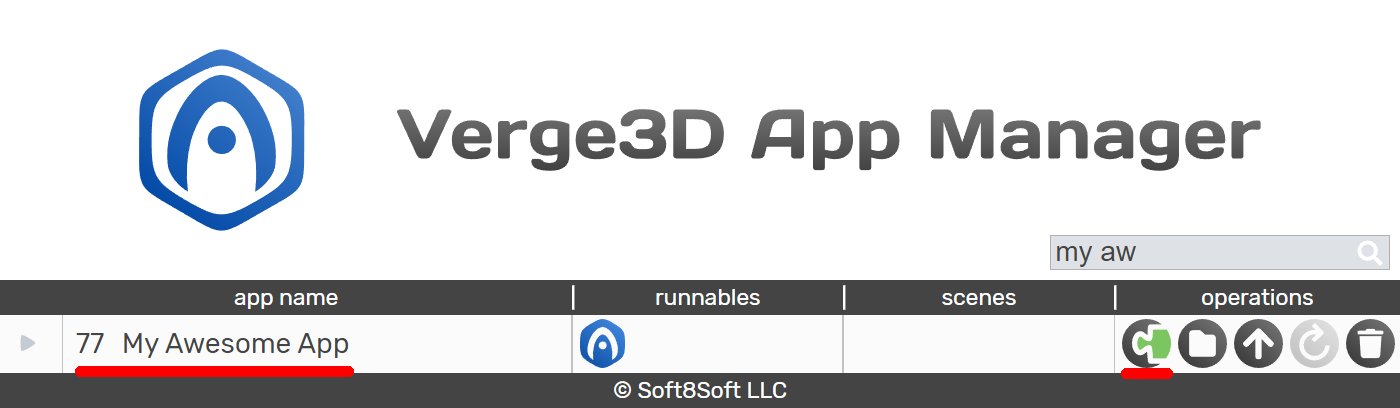 Verge3D App Manager
my aw
app name runnables scenes operations
77 My Awesome App
© Soft8Soft LLC